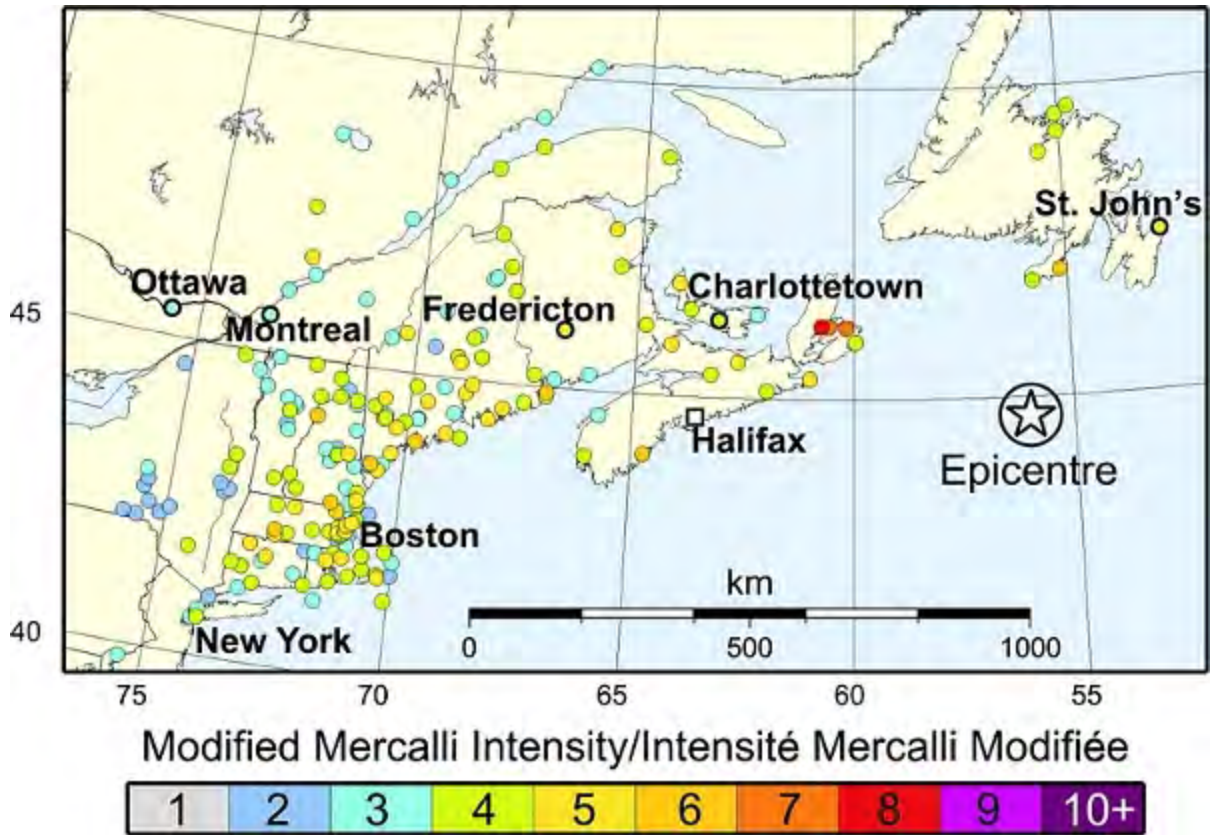 St. John's
Ottawa
Charlottetown
45
Montreal
Fredericton
Halifax
Epicentre
Boston
km
40
New York
0 500 1000
75 70 65 60 55
Modified Mercalli Intensity/Intensité Mercalli Modifiée
1 2 3 4 5 6 7 8 9 10+